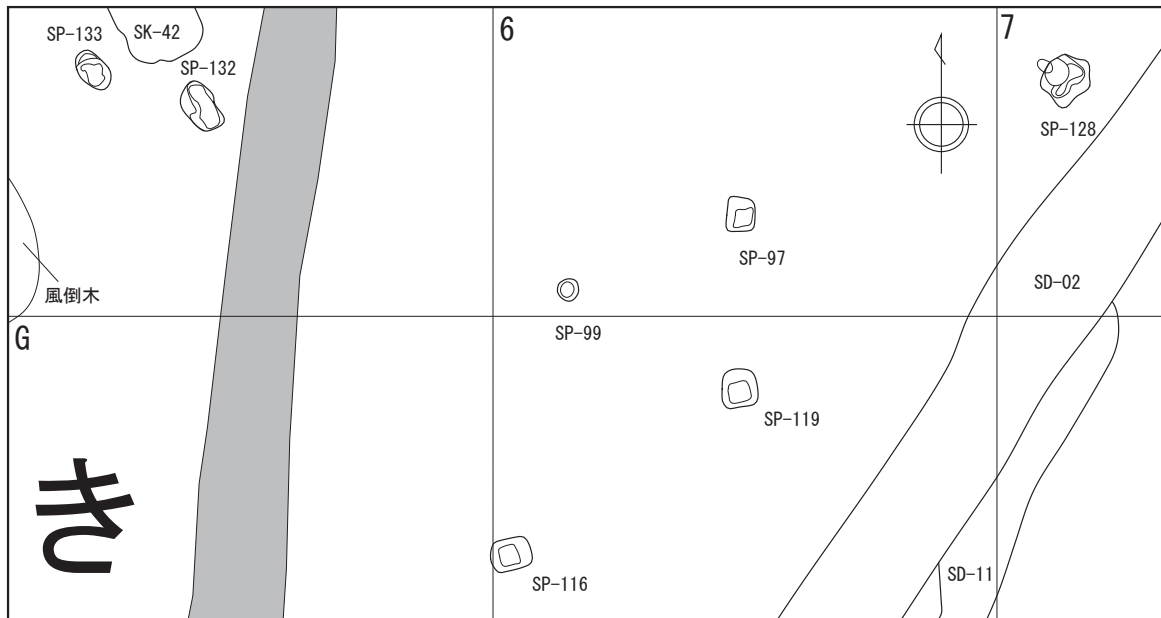 6
7
SP-133
SK-42
SP-132
SP-128
SP-97
SD-02
風倒木
SP-99
G
SP-119
き
SD-11
SP-116